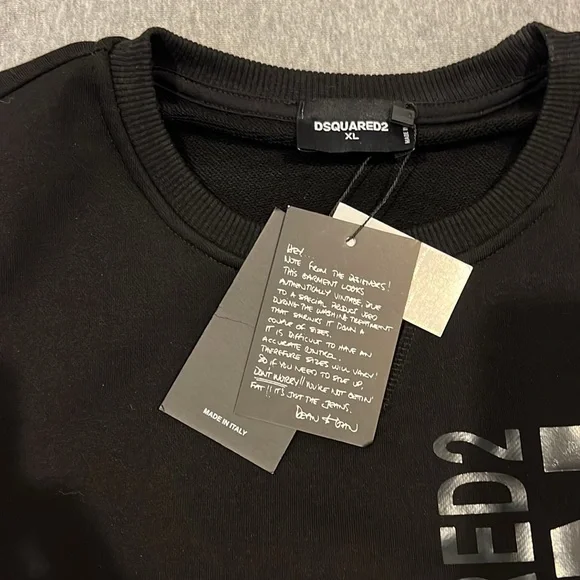 DSQUARED2
XL
MADE IN
HEY...
NOTE FROM THE DESIGNERS!
THIS GARMENT LOOKS
AUTHENTICALLY VINTAGE, DUE
TO A SPECIAL PRODUCT USED
DURING THE WASHING TREATMENT
THAT SHRINKS IT DOWN A
COUPLE OF SIZES.
IT IS DIFFICULT TO HAVE AN
ACCURATE CONTROL.
THEREFORE SIZES WILL VARY!
SO IF YOU NEED TO SIZE UP,
DON'T WORRY!! YOU'RE NOT GETTIN'
FAT!! IT'S JUST THE JEANS.
DEAN & DAN
MADE IN ITALY
RED2